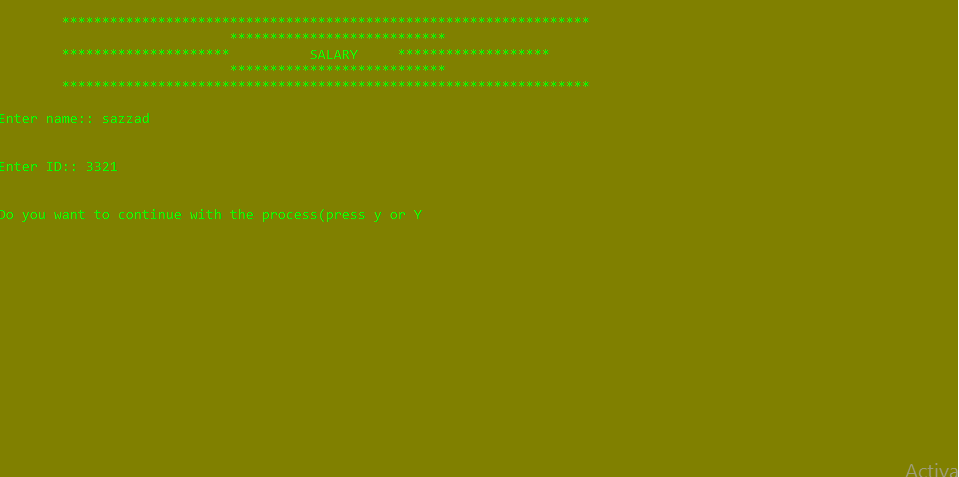 ******************************************************************
***************************
********************* SALARY *******************
***************************
******************************************************************
Enter name:: sazzad
Enter ID:: 3321
Do you want to continue with the process(press y or Y
Activa